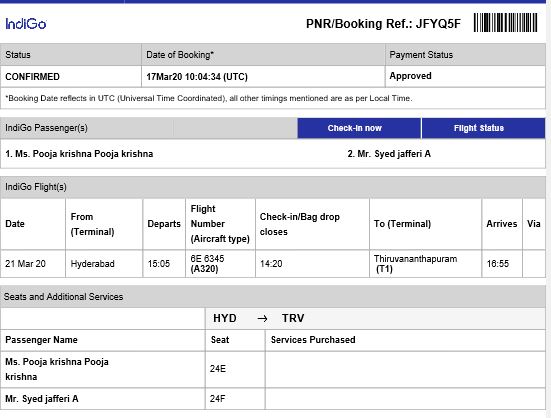 IndiGo
PNR/Booking Ref.: JFYQ5F
Status Date of Booking* Payment Status
CONFIRMED 17Mar20 10:04:34 (UTC) Approved
*Booking Date reflects in UTC (Universal Time Coordinated), all other timings mentioned are as per Local Time.
IndiGo Passenger(s) Check-in now Flight Status
1. Ms. Pooja krishna Pooja krishna 2. Mr. Syed jafferi A
IndiGo Flight(s)
Date From (Terminal) Departs Flight Number (Aircraft type) Check-in/Bag drop closes To (Terminal) Arrives Via
21 Mar 20 Hyderabad 15:05 6E 6345 (A320) 14:20 Thiruvananthapuram (T1) 16:55
Seats and Additional Services
HYD → TRV
Passenger Name Seat Services Purchased
Ms. Pooja krishna Pooja krishna 24E
Mr. Syed jafferi A 24F